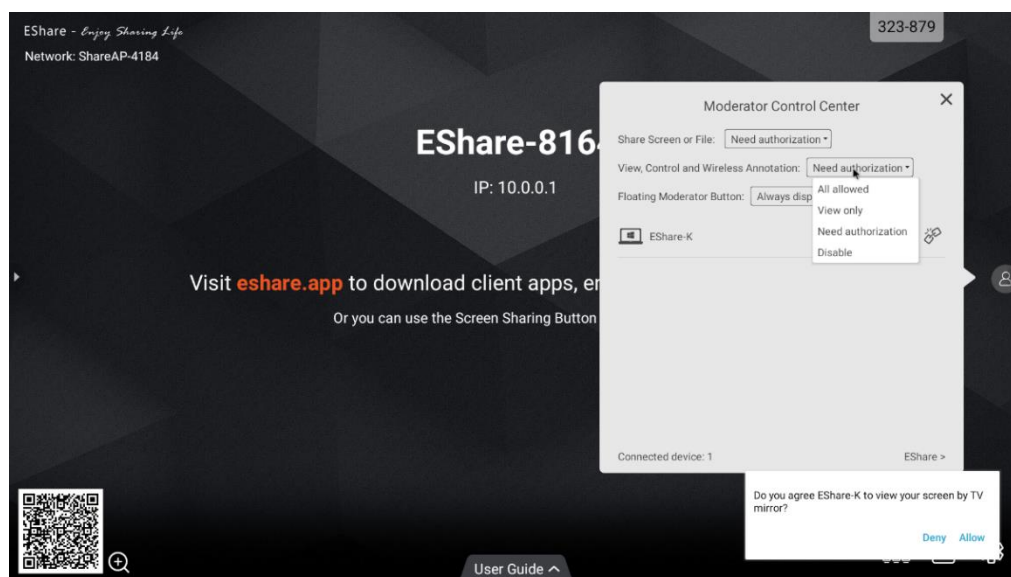 EShare - Enjoy Sharing Life
323-879
Network: ShareAP-4184
Moderator Control Center
Share Screen or File: Need authorization
View, Control and Wireless Annotation: Need authorization
All allowed
View only
Need authorization
Disable
Floating Moderator Button: Always disp
EShare-K
EShare-816
IP: 10.0.0.1
Visit eshare.app to download client apps, er
Or you can use the Screen Sharing Button
Connected device: 1
EShare >
Do you agree EShare-K to view your screen by TV
mirror?
Deny Allow
User Guide